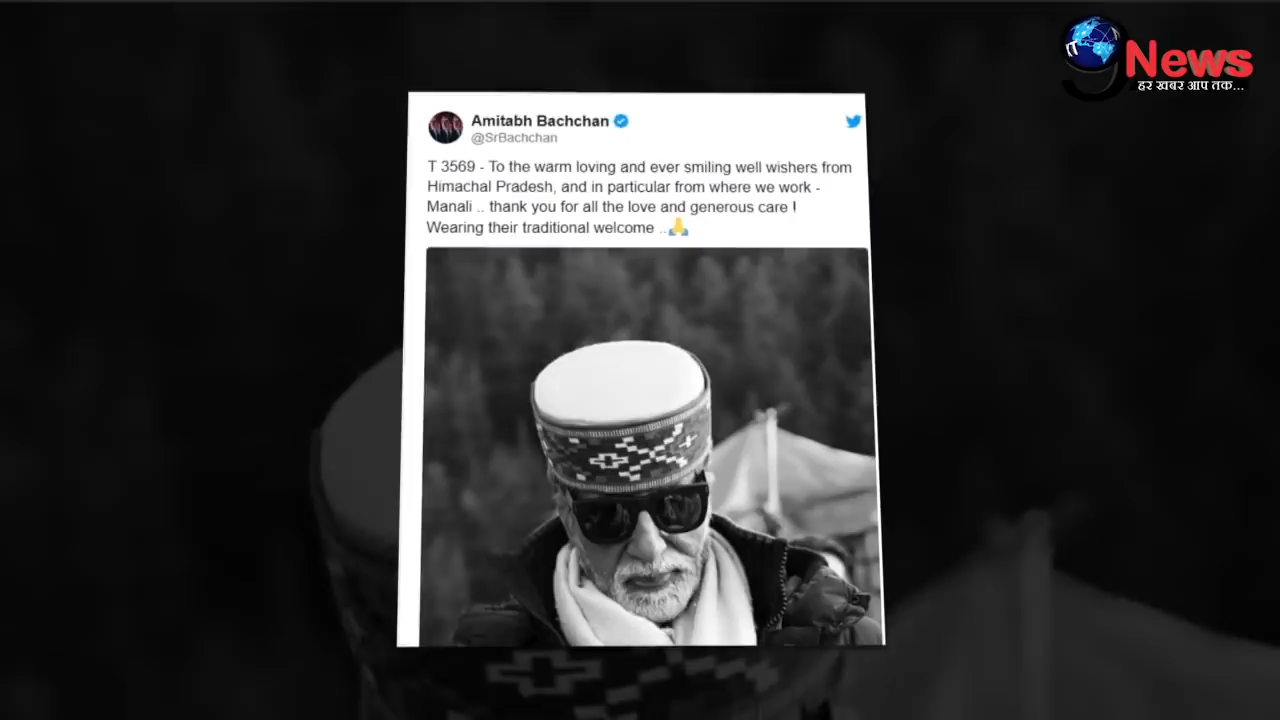 News
हर खबर आप तक...
Amitabh Bachchan
@SrBachchan
T 3569 - To the warm loving and ever smiling well wishers from
Himachal Pradesh, and in particular from where we work -
Manali .. thank you for all the love and generous care !
Wearing their traditional welcome ..🙏